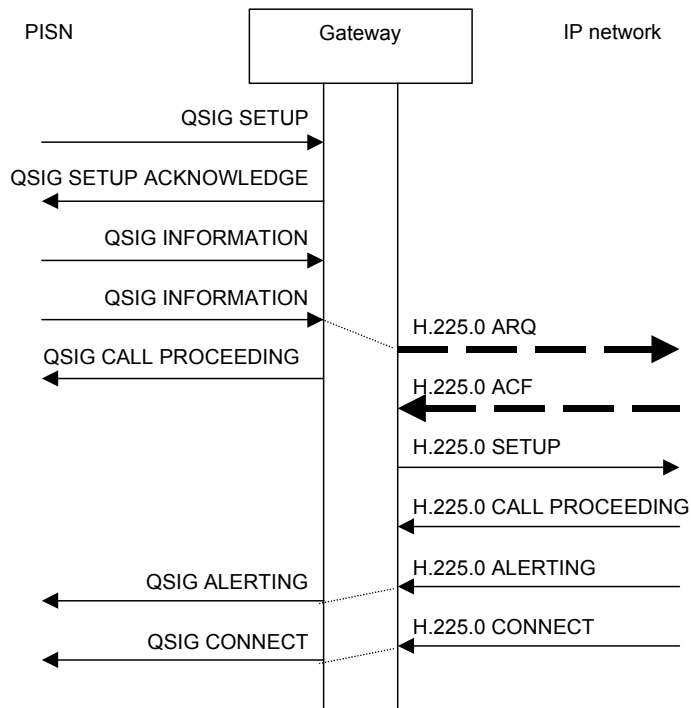 PISN
Gateway
IP network
QSIG SETUP
QSIG SETUP ACKNOWLEDGE
QSIG INFORMATION
QSIG INFORMATION
H.225.0 ARQ
QSIG CALL PROCEEDING
H.225.0 ACF
H.225.0 SETUP
H.225.0 CALL PROCEEDING
H.225.0 ALERTING
QSIG ALERTING
H.225.0 CONNECT
QSIG CONNECT